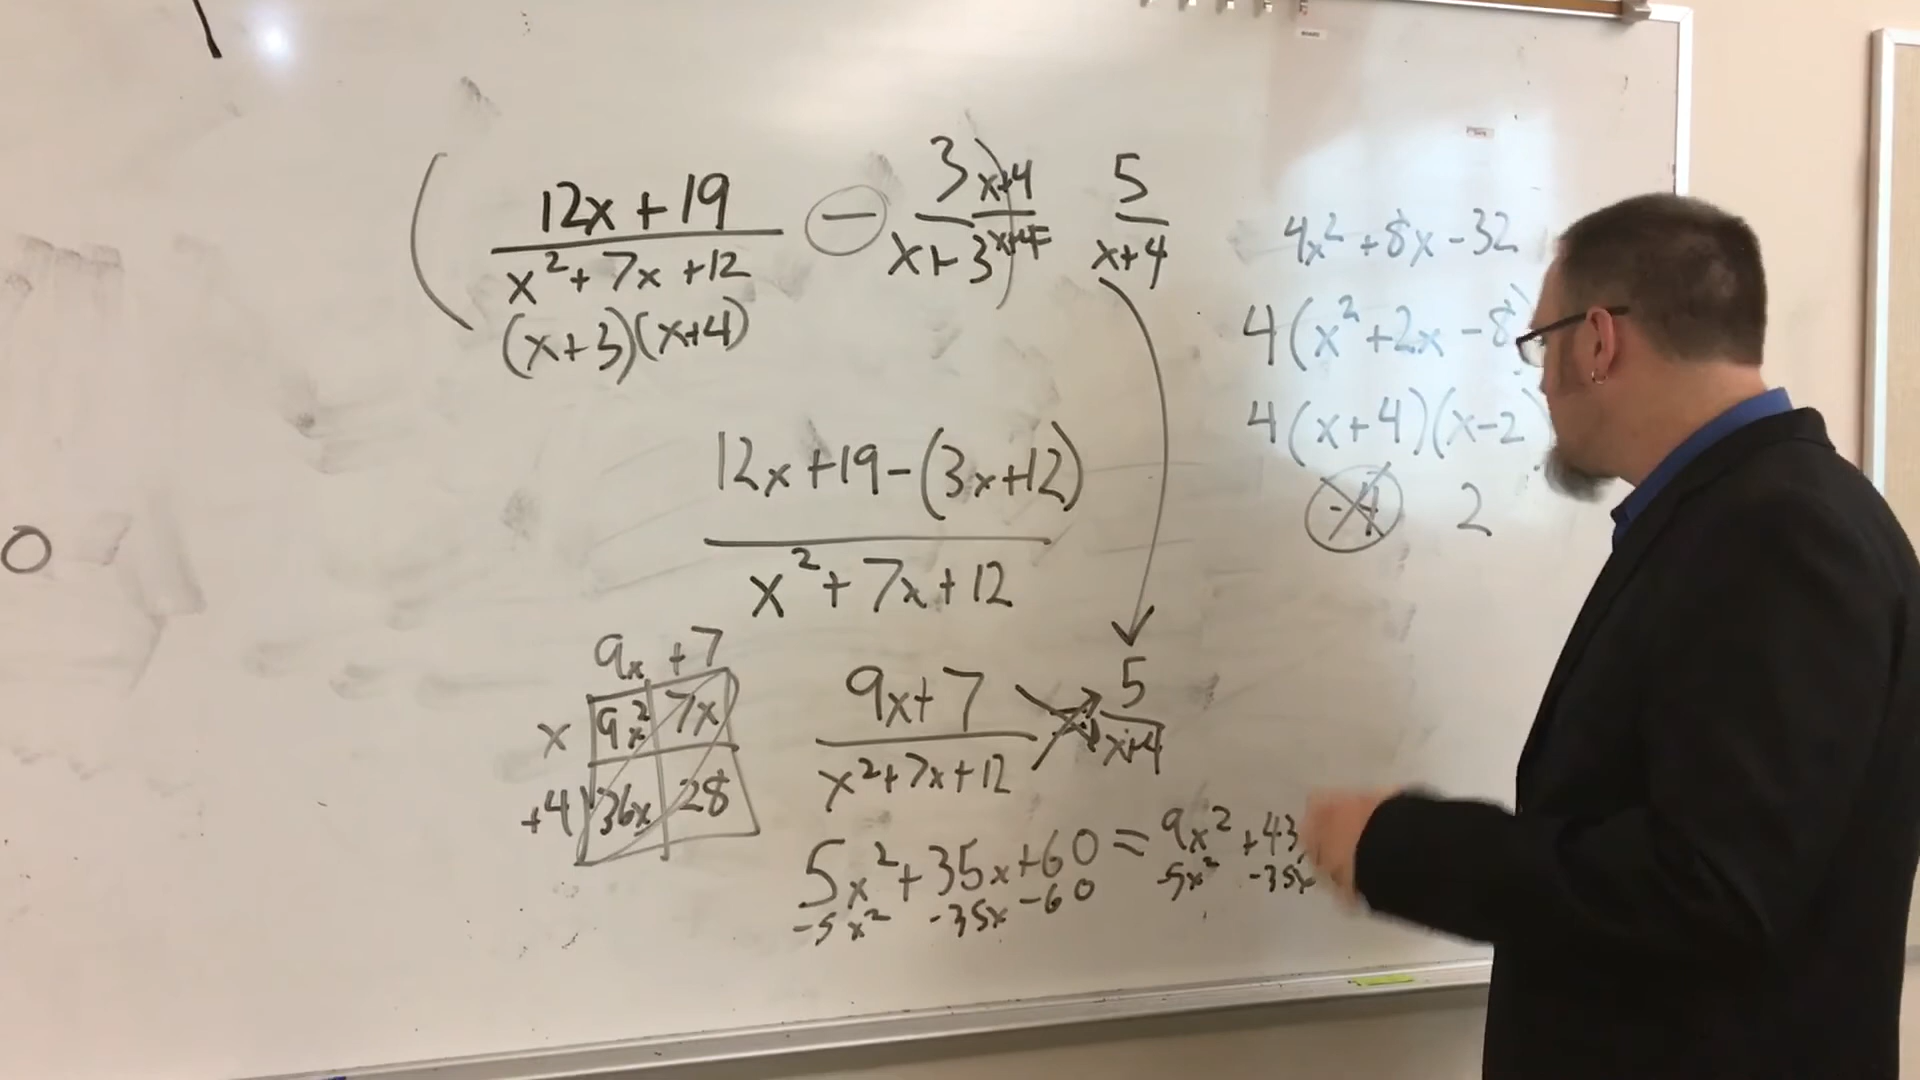 12x + 19 − 3 x+4 5
x² + 7x + 12 x+3 x+4 x+4
(x+3)(x+4)
12x + 19 - (3x+12)
x² + 7x + 12
9x + 7
x 9x² 7x
+4 36x 28
9x + 7 5
x² + 7x + 12 x+4
5x² + 35x + 60 = 9x² + 43
-5x² -35x -60 -5x² -35x
4x² + 8x - 32
4(x² + 2x - 8)
4(x+4)(x-2)
-4 2
O